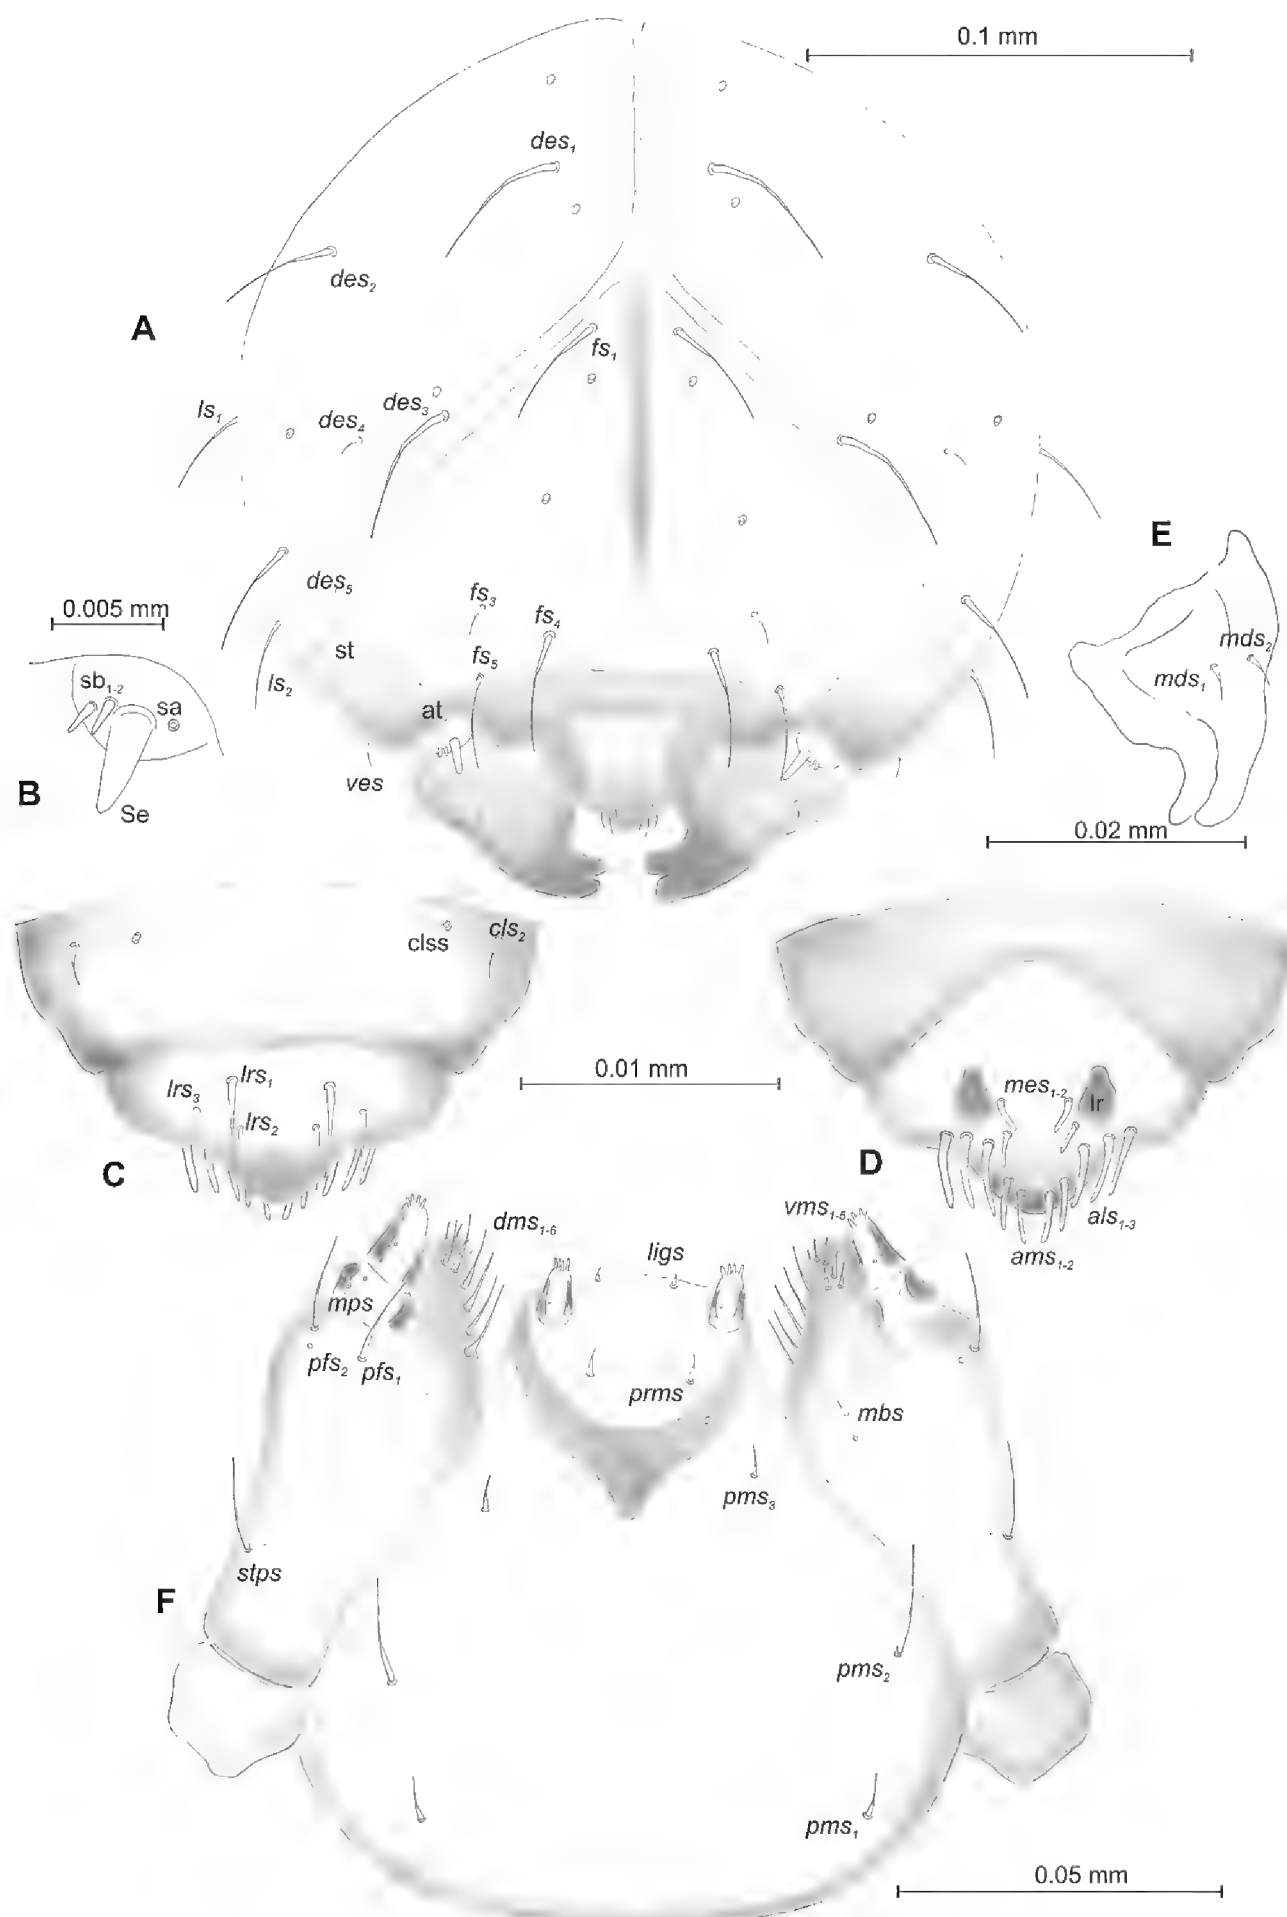 0.1 mm
des₁
des₂
A
fs₁
ls₁
des₄
des₃
E
des₅
fs₃
fs₄
0.005 mm
st
fs₅
mds₂
mds₁
sb₁₋₂
sa
ls₂
at
B
Se
ves
0.02 mm
clss
cls₂
0.01 mm
lrs₃
lrs₁
lrs₂
mes₁₋₂
lr
C
D
dms₁₋₆
ligs
vms₁₋₅
als₁₋₃
ams₁₋₂
mps
pfs₂
pfs₁
prms
mbs
pms₃
stps
F
pms₂
pms₁
0.05 mm